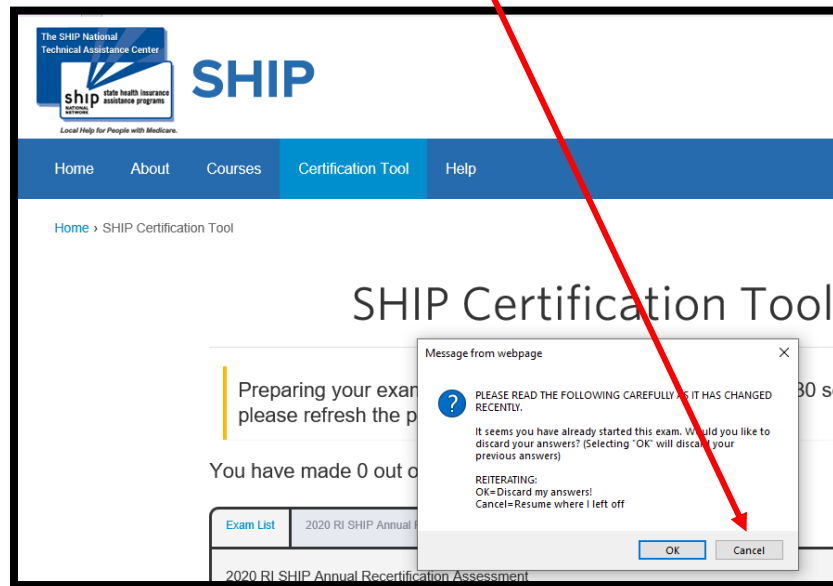 The SHIP National
Technical Assistance Center
ship state health insurance
assistance programs
NATIONAL
NETWORK
Local Help for People with Medicare.
SHIP
Home About Courses Certification Tool Help
Home › SHIP Certification Tool
SHIP Certification Tool
Message from webpage
Preparing your exan
30 s
please refresh the p
PLEASE READ THE FOLLOWING CAREFULLY AS IT HAS CHANGED
RECENTLY.
It seems you have already started this exam. Would you like to
discard your answers? (Selecting "OK" will discard your
previous answers)
REITERATING:
OK=Discard my answers!
Cancel=Resume where I left off
OK Cancel
You have made 0 out o
Exam List 2020 RI SHIP Annual
2020 RI SHIP Annual Recertification Assessment